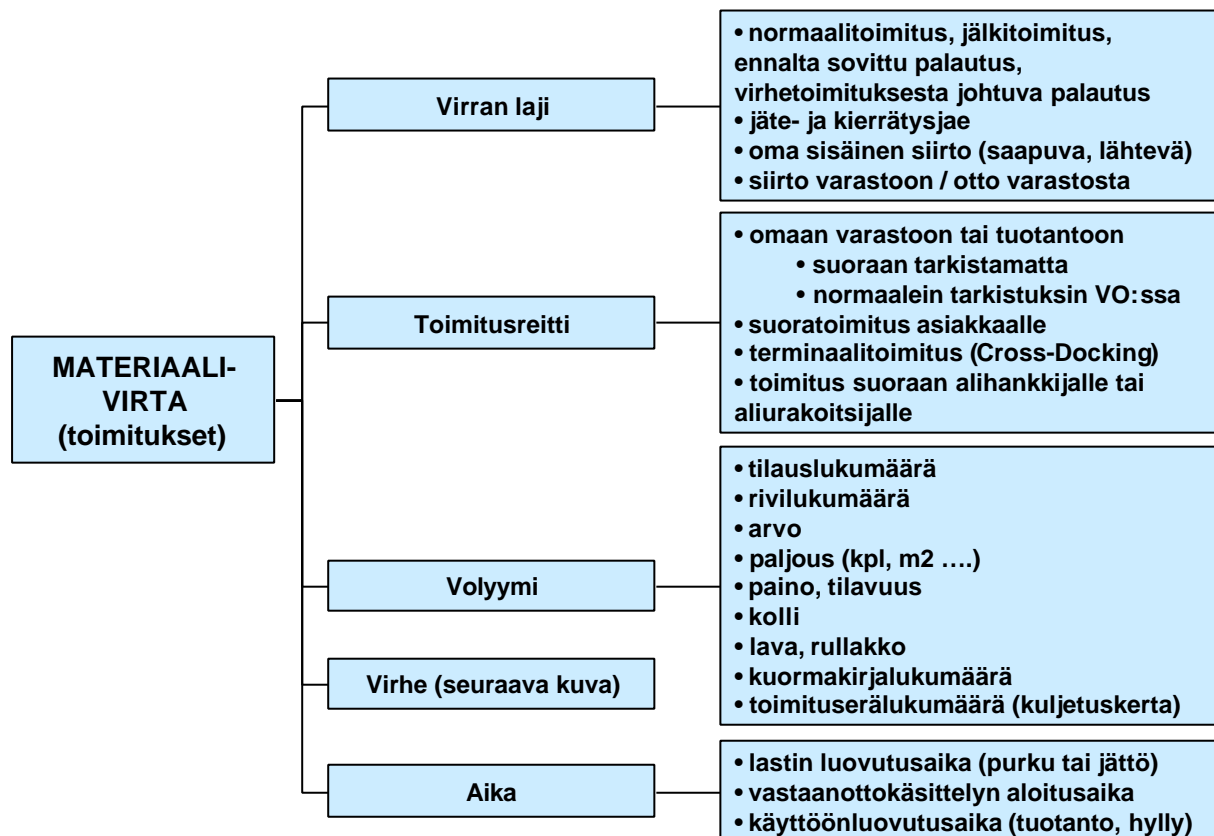 MATERIAALI-
VIRTA
(toimitukset)
Virran laji
• normaalitoimitus, jälkitoimitus,
ennalta sovittu palautus,
virhetoimituksesta johtuva palautus
• jäte- ja kierrätysjae
• oma sisäinen siirto (saapuva, lähtevä)
• siirto varastoon / otto varastosta
Toimitusreitti
• omaan varastoon tai tuotantoon
• suoraan tarkistamatta
• normaalein tarkistuksin VO:ssa
• suoratoimitus asiakkaalle
• terminaalitoimitus (Cross-Docking)
• toimitus suoraan alihankkijalle tai
aliurakoitsijalle
Volyymi
• tilauslukumäärä
• rivilukumäärä
• arvo
• paljous (kpl, m2 ….)
• paino, tilavuus
• kolli
• lava, rullakko
• kuormakirjalukumäärä
• toimituserälukumäärä (kuljetuskerta)
Virhe (seuraava kuva)
Aika
• lastin luovutusaika (purku tai jättö)
• vastaanottokäsittelyn aloitusaika
• käyttöönluovutusaika (tuotanto, hylly)